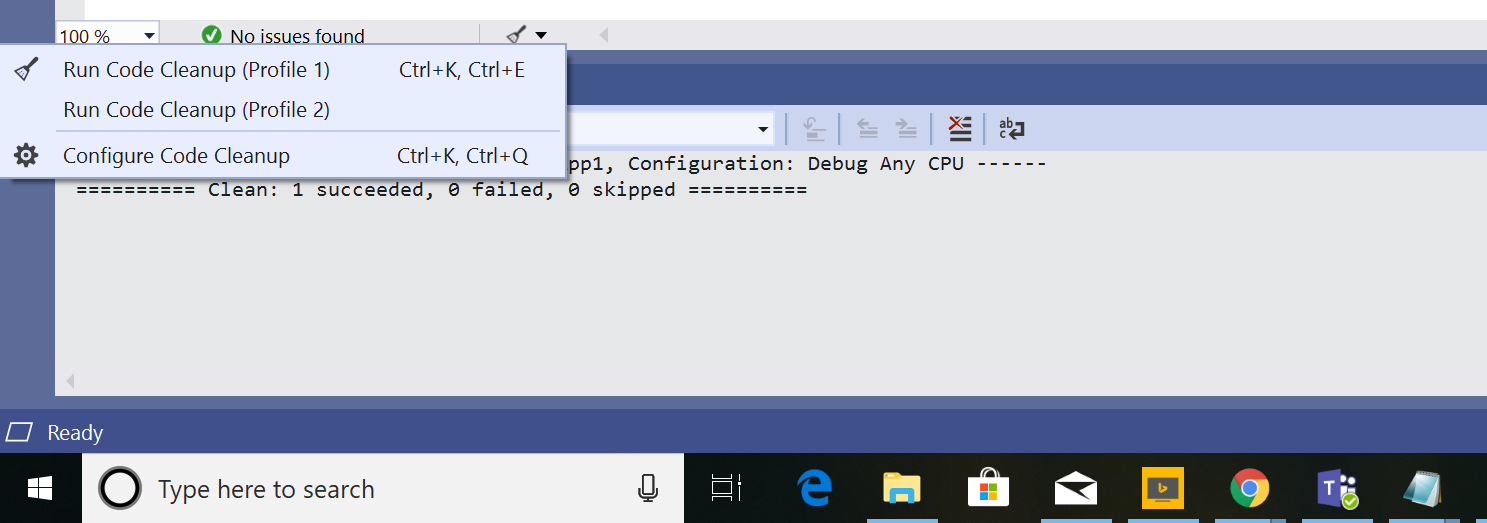 100 %
No issues found
Run Code Cleanup (Profile 1) Ctrl+K, Ctrl+E
Run Code Cleanup (Profile 2)
Configure Code Cleanup Ctrl+K, Ctrl+Q
pp1, Configuration: Debug Any CPU ------
========== Clean: 1 succeeded, 0 failed, 0 skipped ==========
Ready
Type here to search